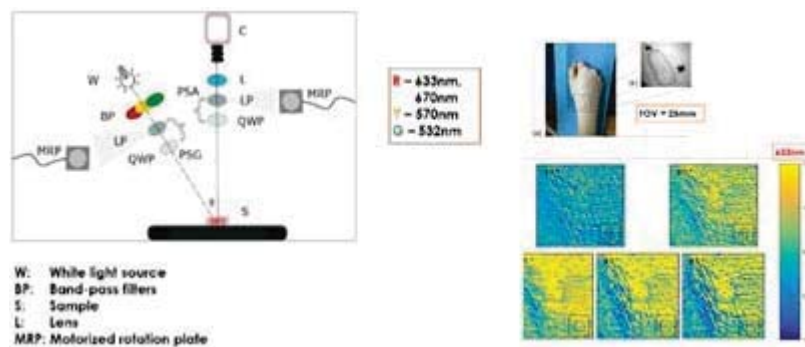 C
W
L
PSA
LP
MRP
BP
QWP
LP
MRP
QWP
PSG
S
R – 633nm,
670nm
Y – 570nm
G – 532nm
FOV = 25mm
633nm
W: White light source
BP: Band-pass filters
S: Sample
L: Lens
MRP: Motorized rotation plate